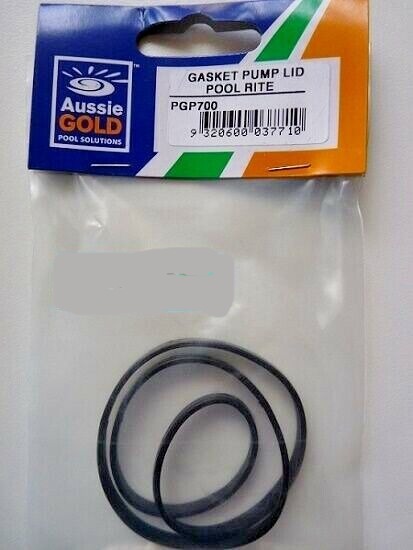 Aussie
GOLD
POOL SOLUTIONS
TM
GASKET PUMP LID
POOL RITE
PGP700
9 320600 037710